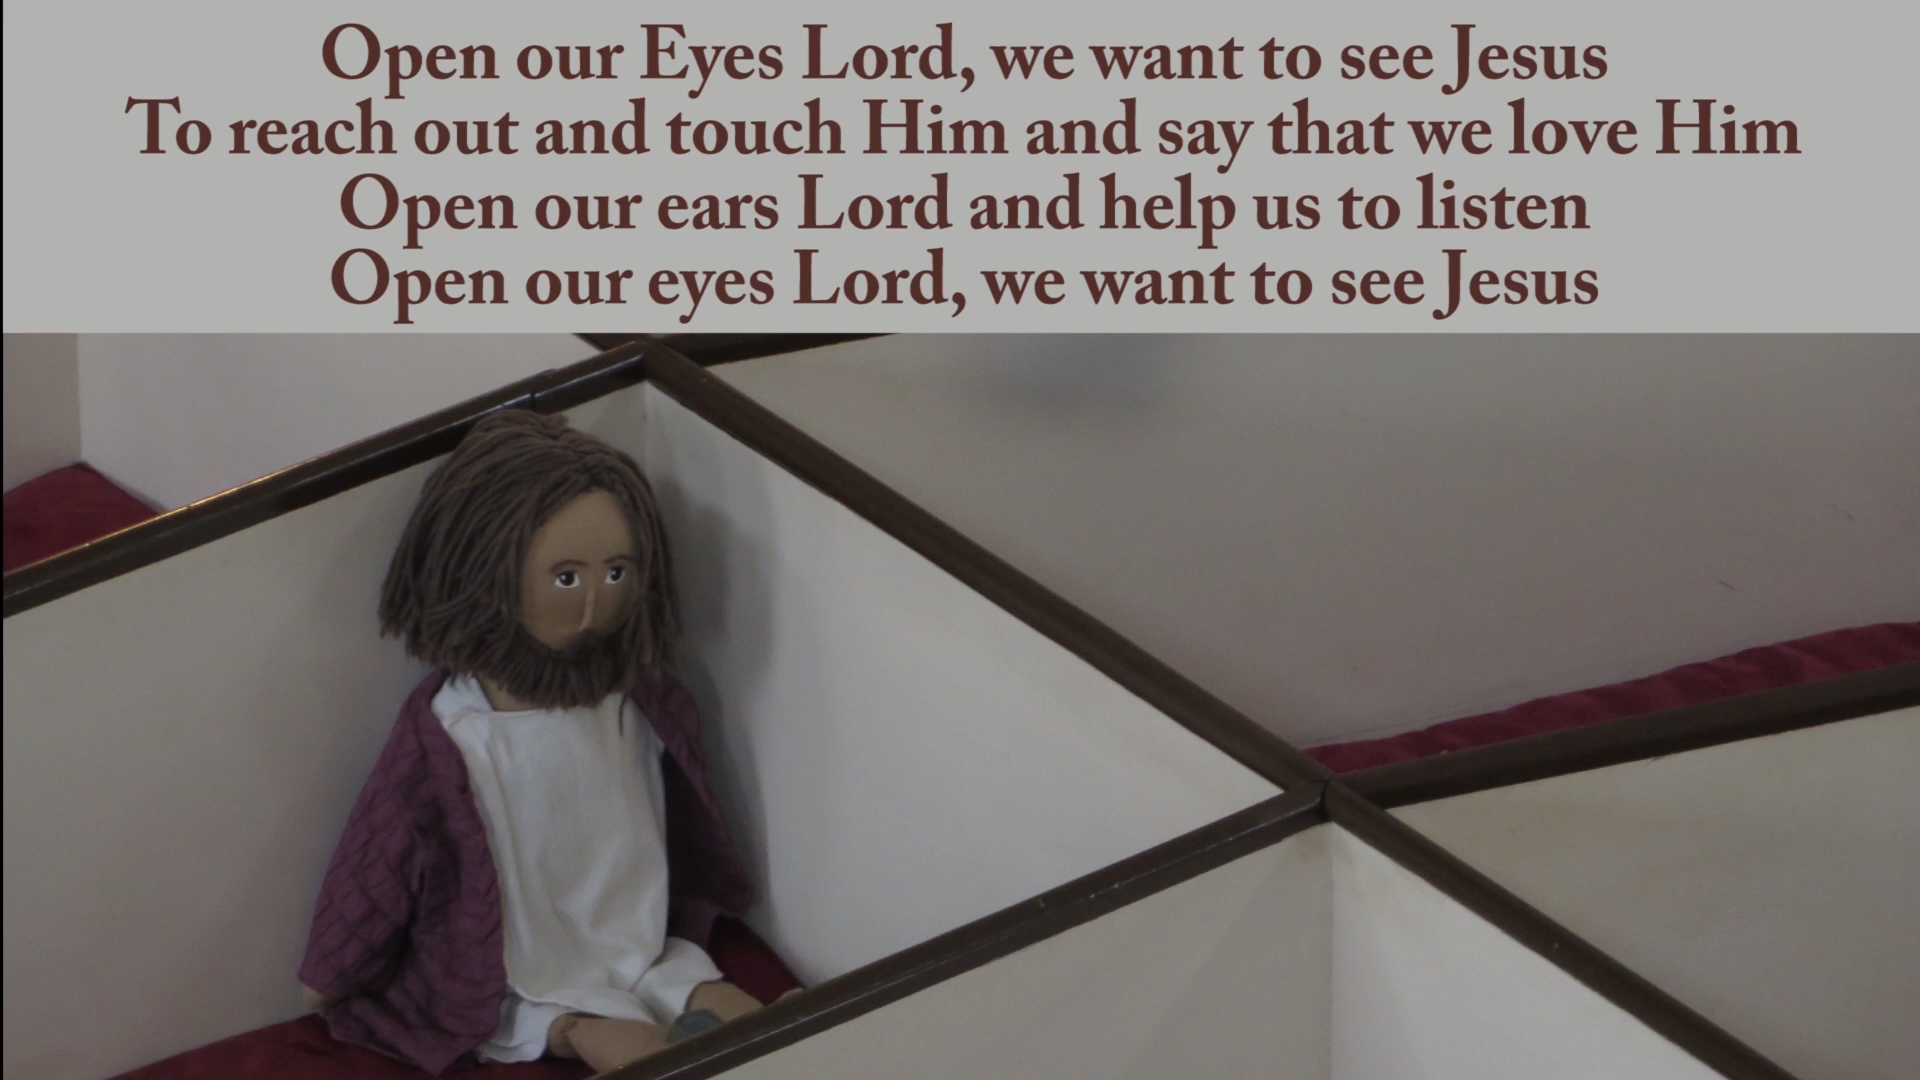 Open our Eyes Lord, we want to see Jesus
To reach out and touch Him and say that we love Him
Open our ears Lord and help us to listen
Open our eyes Lord, we want to see Jesus